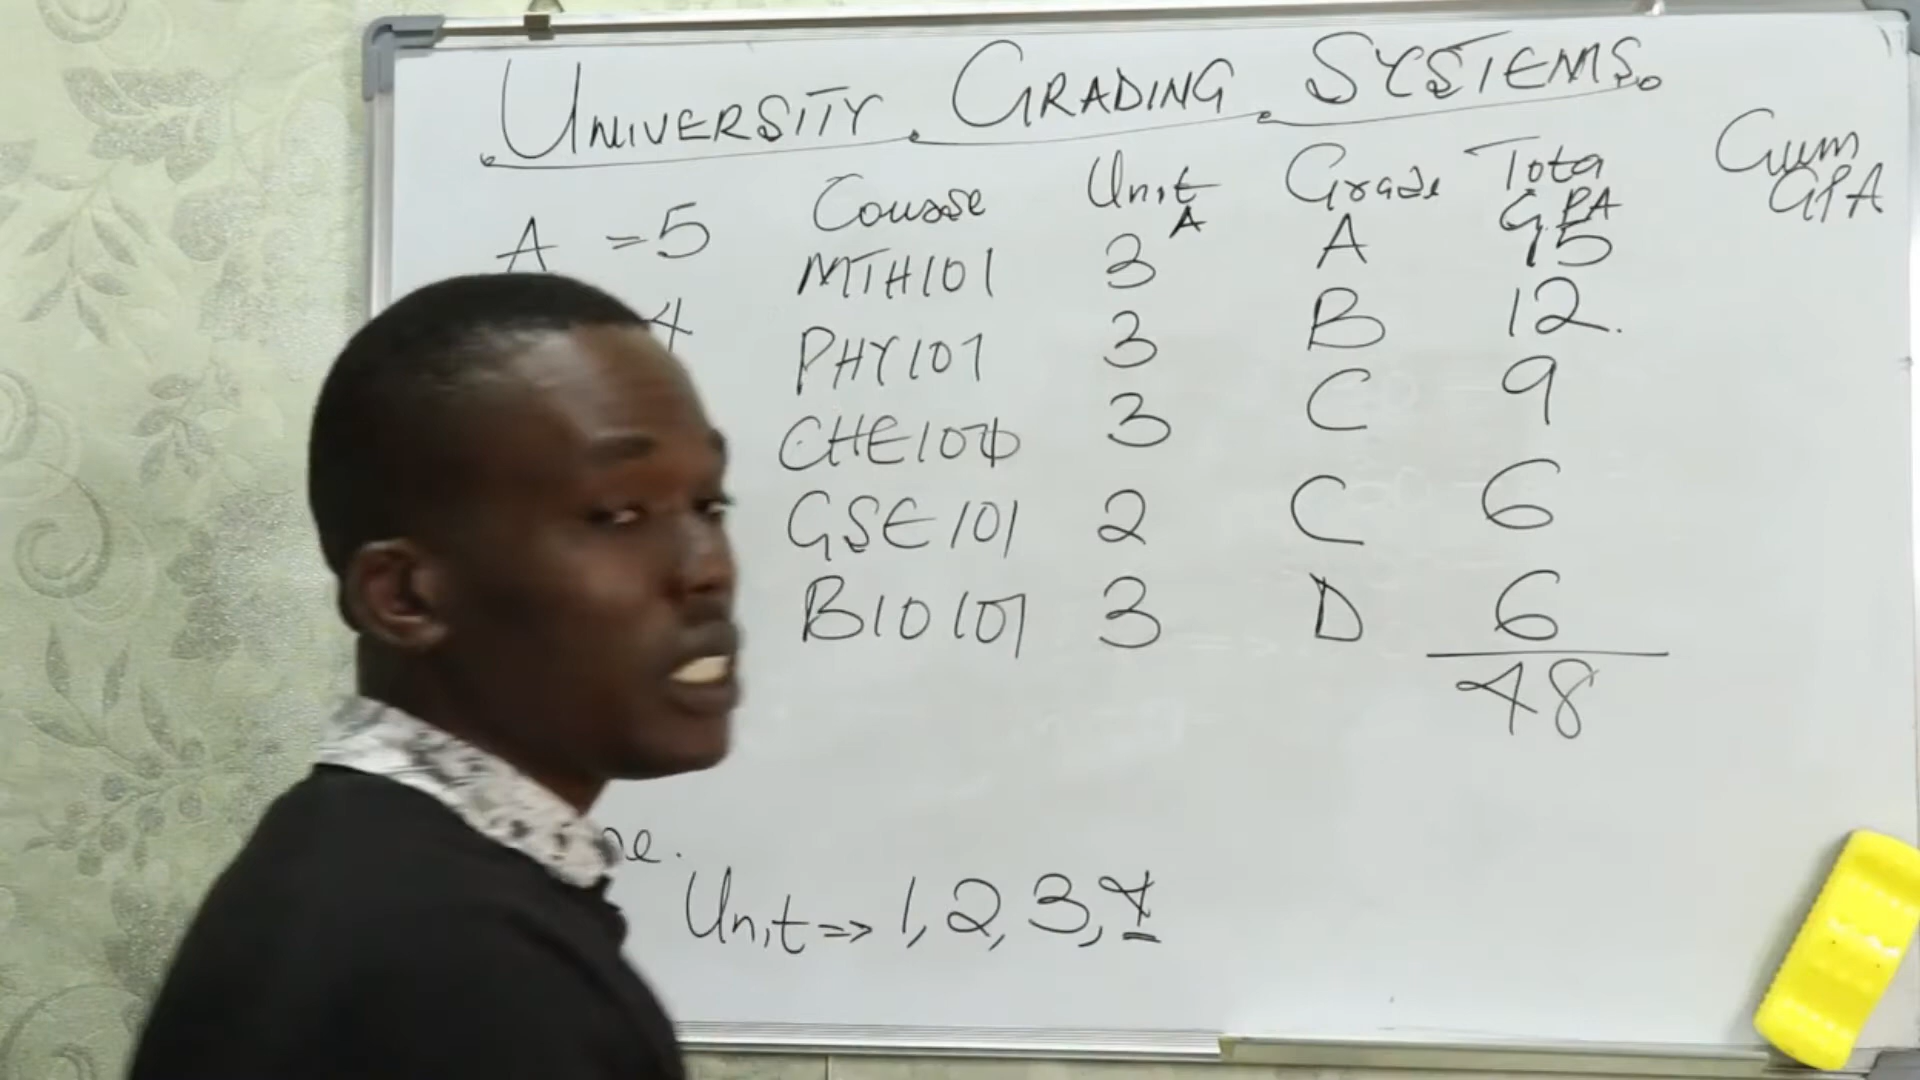 UNIVERSITY GRADING SYSTEMS.
Course Unit Grade Total GPA Cum GPA
A = 5 MTH101 3 A 15
4 PHY101 3 B 12
CHE101 3 C 9
GSE101 2 C 6
BIO101 3 D 6
48
Unit => 1, 2, 3, 4